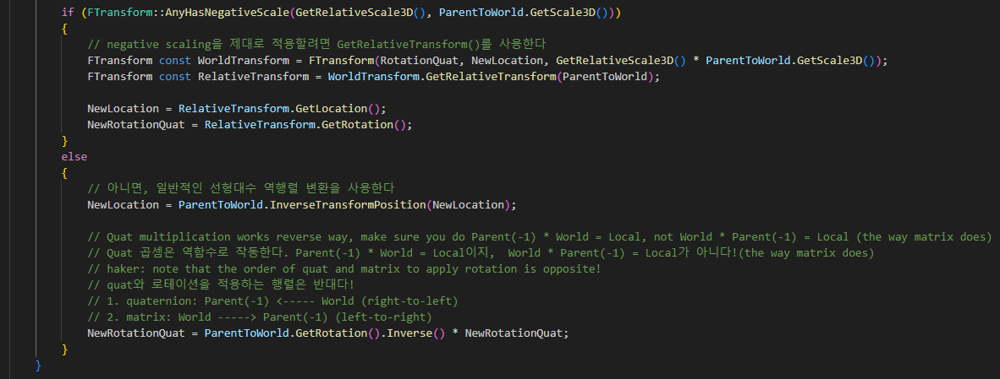 if (FTransform::AnyHasNegativeScale(GetRelativeScale3D(), ParentToWorld.GetScale3D()))
{
// negative scaling을 제대로 적용할려면 GetRelativeTransform()를 사용한다
FTransform const WorldTransform = FTransform(RotationQuat, NewLocation, GetRelativeScale3D() * ParentToWorld.GetScale3D());
FTransform const RelativeTransform = WorldTransform.GetRelativeTransform(ParentToWorld);
NewLocation = RelativeTransform.GetLocation();
NewRotationQuat = RelativeTransform.GetRotation();
}
else
{
// 아니면, 일반적인 선형대수 역행렬 변환을 사용한다
NewLocation = ParentToWorld.InverseTransformPosition(NewLocation);
// Quat multiplication works reverse way, make sure you do Parent(-1) * World = Local, not World * Parent(-1) = Local (the way matrix does)
// Quat 곱셈은 역함수로 작동한다. Parent(-1) * World = Local이지, World * Parent(-1) = Local가 아니다!(the way matrix does)
// haker: note that the order of quat and matrix to apply rotation is opposite!
// quat와 로테이션을 적용하는 행렬은 반대다!
// 1. quaternion: Parent(-1) <----- World (right-to-left)
// 2. matrix: World -----> Parent(-1) (left-to-right)
NewRotationQuat = ParentToWorld.GetRotation().Inverse() * NewRotationQuat;
}
}